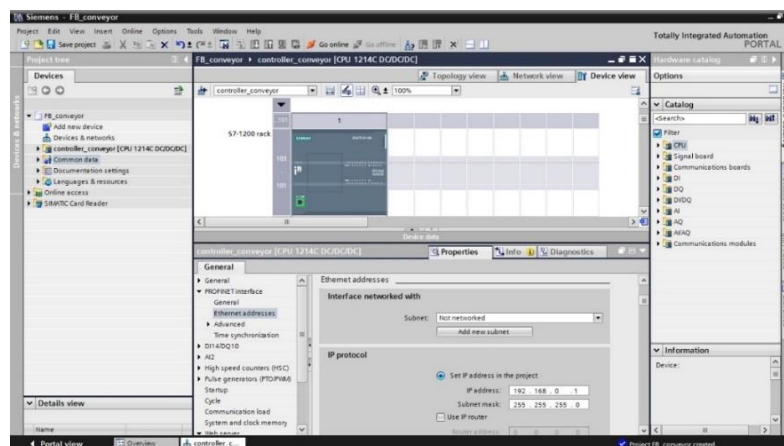 Siemens - FB_conveyor
Project Edit View Insert Online Options Tools Window Help
Totally Integrated Automation
PORTAL
Save project
Go online
Go offline
Project tree
FB_conveyor
controller_conveyor [CPU 1214C DC/DC/DC]
Hardware catalog
Devices
Topology view
Network view
Device view
Options
controller_conveyor
100%
Catalog
<Search>
Filter
FB_conveyor
Add new device
Devices & networks
controller_conveyor [CPU 1214C DC/DC/DC]
Common data
Documentation settings
Languages & resources
Online access
SIMATIC Card Reader
Devices & networks
1
S7-1200 rack
103
101
CPU
Signal board
Communications boards
DI
DQ
DI/DQ
AI
AQ
AI/AQ
Communications modules
Device data
controller_conveyor [CPU 1214C DC/DC/DC]
Properties
Info
Diagnostics
General
General
PROFINET interface
General
Ethernet addresses
Advanced
Time synchronization
DI14/DQ10
AI2
High speed counters (HSC)
Pulse generators (PTO/PWM)
Startup
Cycle
Communication load
System and clock memory
Web server
Ethernet addresses
Interface networked with
Subnet: Not networked
Add new subnet
IP protocol
Set IP address in the project
IP address: 192 . 168 . 0 . 1
Subnet mask: 255 . 255 . 255 . 0
Use IP router
Router address: 0 . 0 . 0 . 0
Information
Device:
Details view
Name
Portal view
Overview
controller_c...
Project FB_conveyor created.